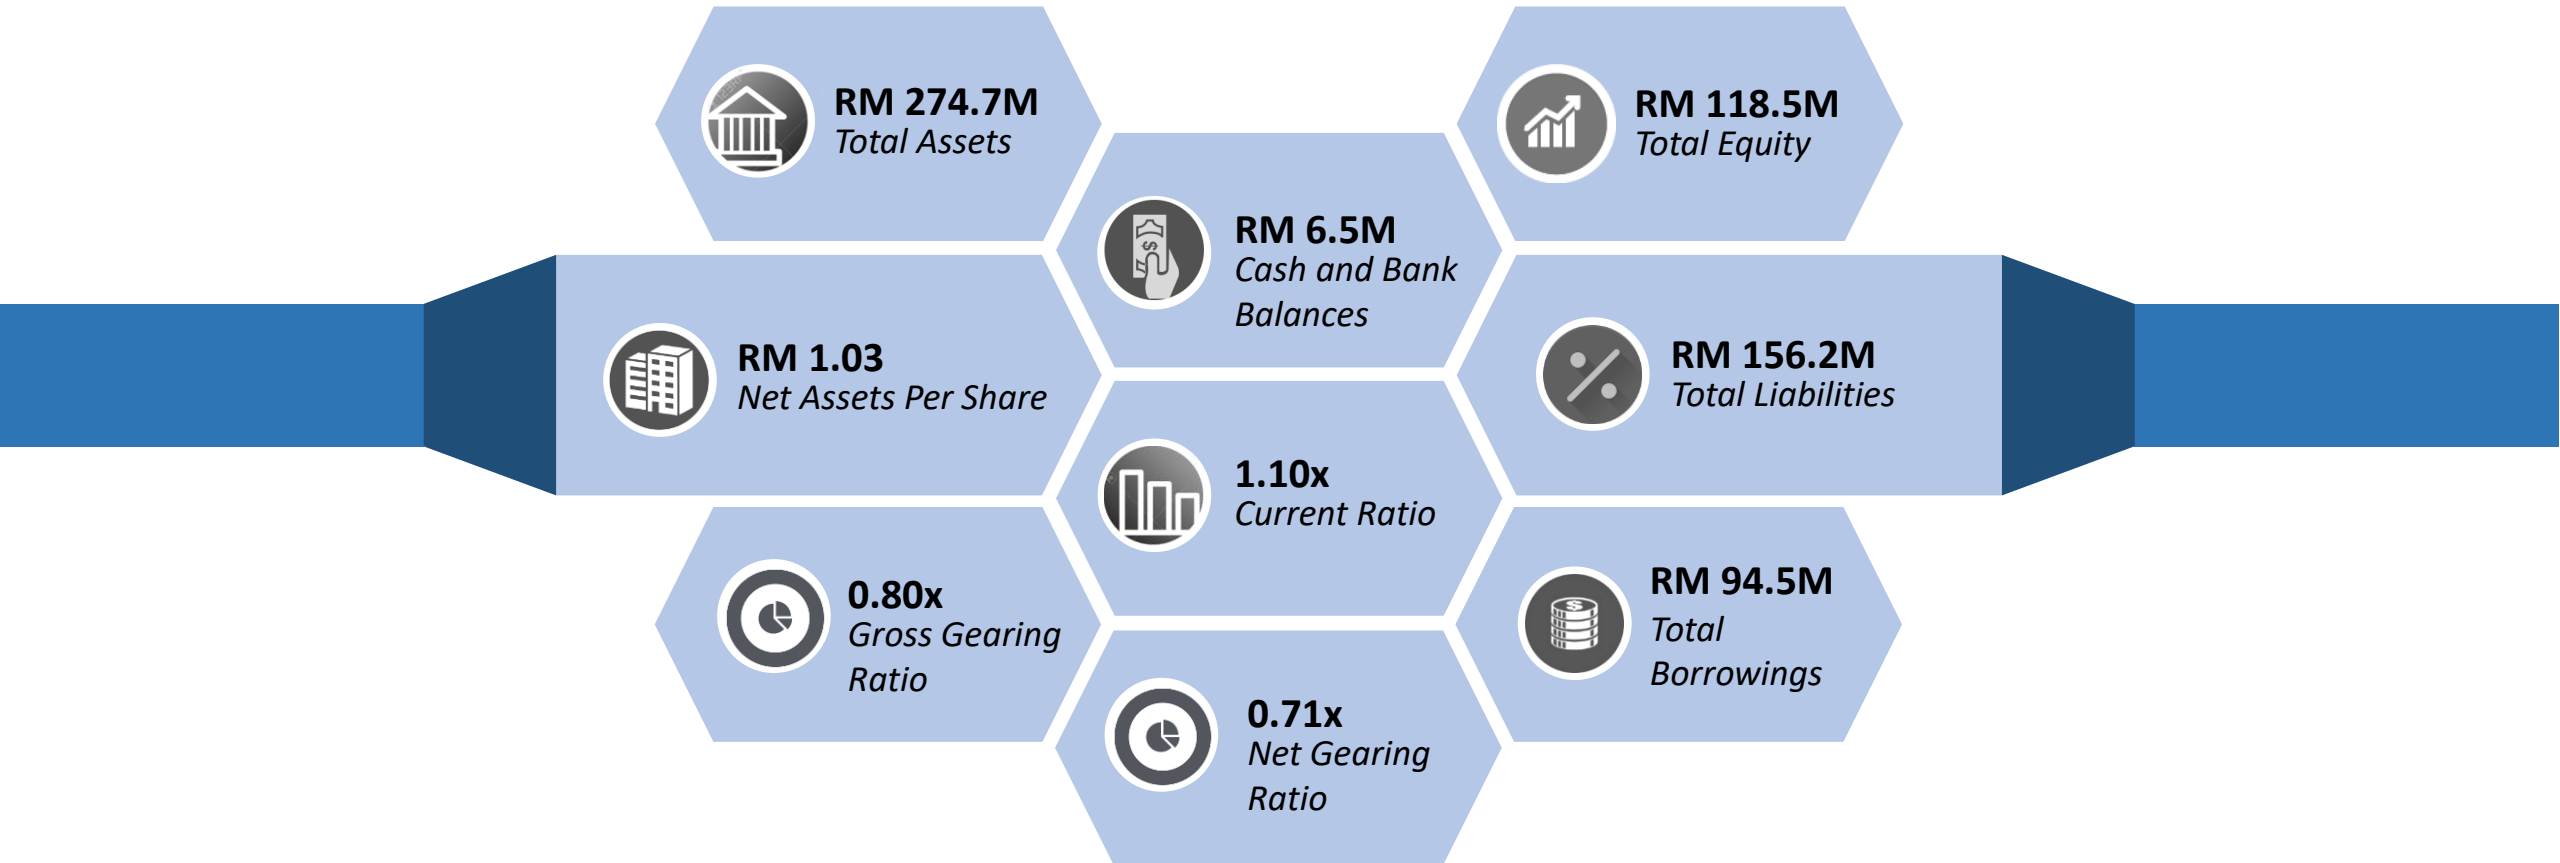 RM 274.7M
Total Assets
RM 118.5M
Total Equity
RM 6.5M
Cash and Bank
Balances
RM 1.03
Net Assets Per Share
RM 156.2M
Total Liabilities
1.10x
Current Ratio
0.80x
Gross Gearing
Ratio
RM 94.5M
Total
Borrowings
0.71x
Net Gearing
Ratio